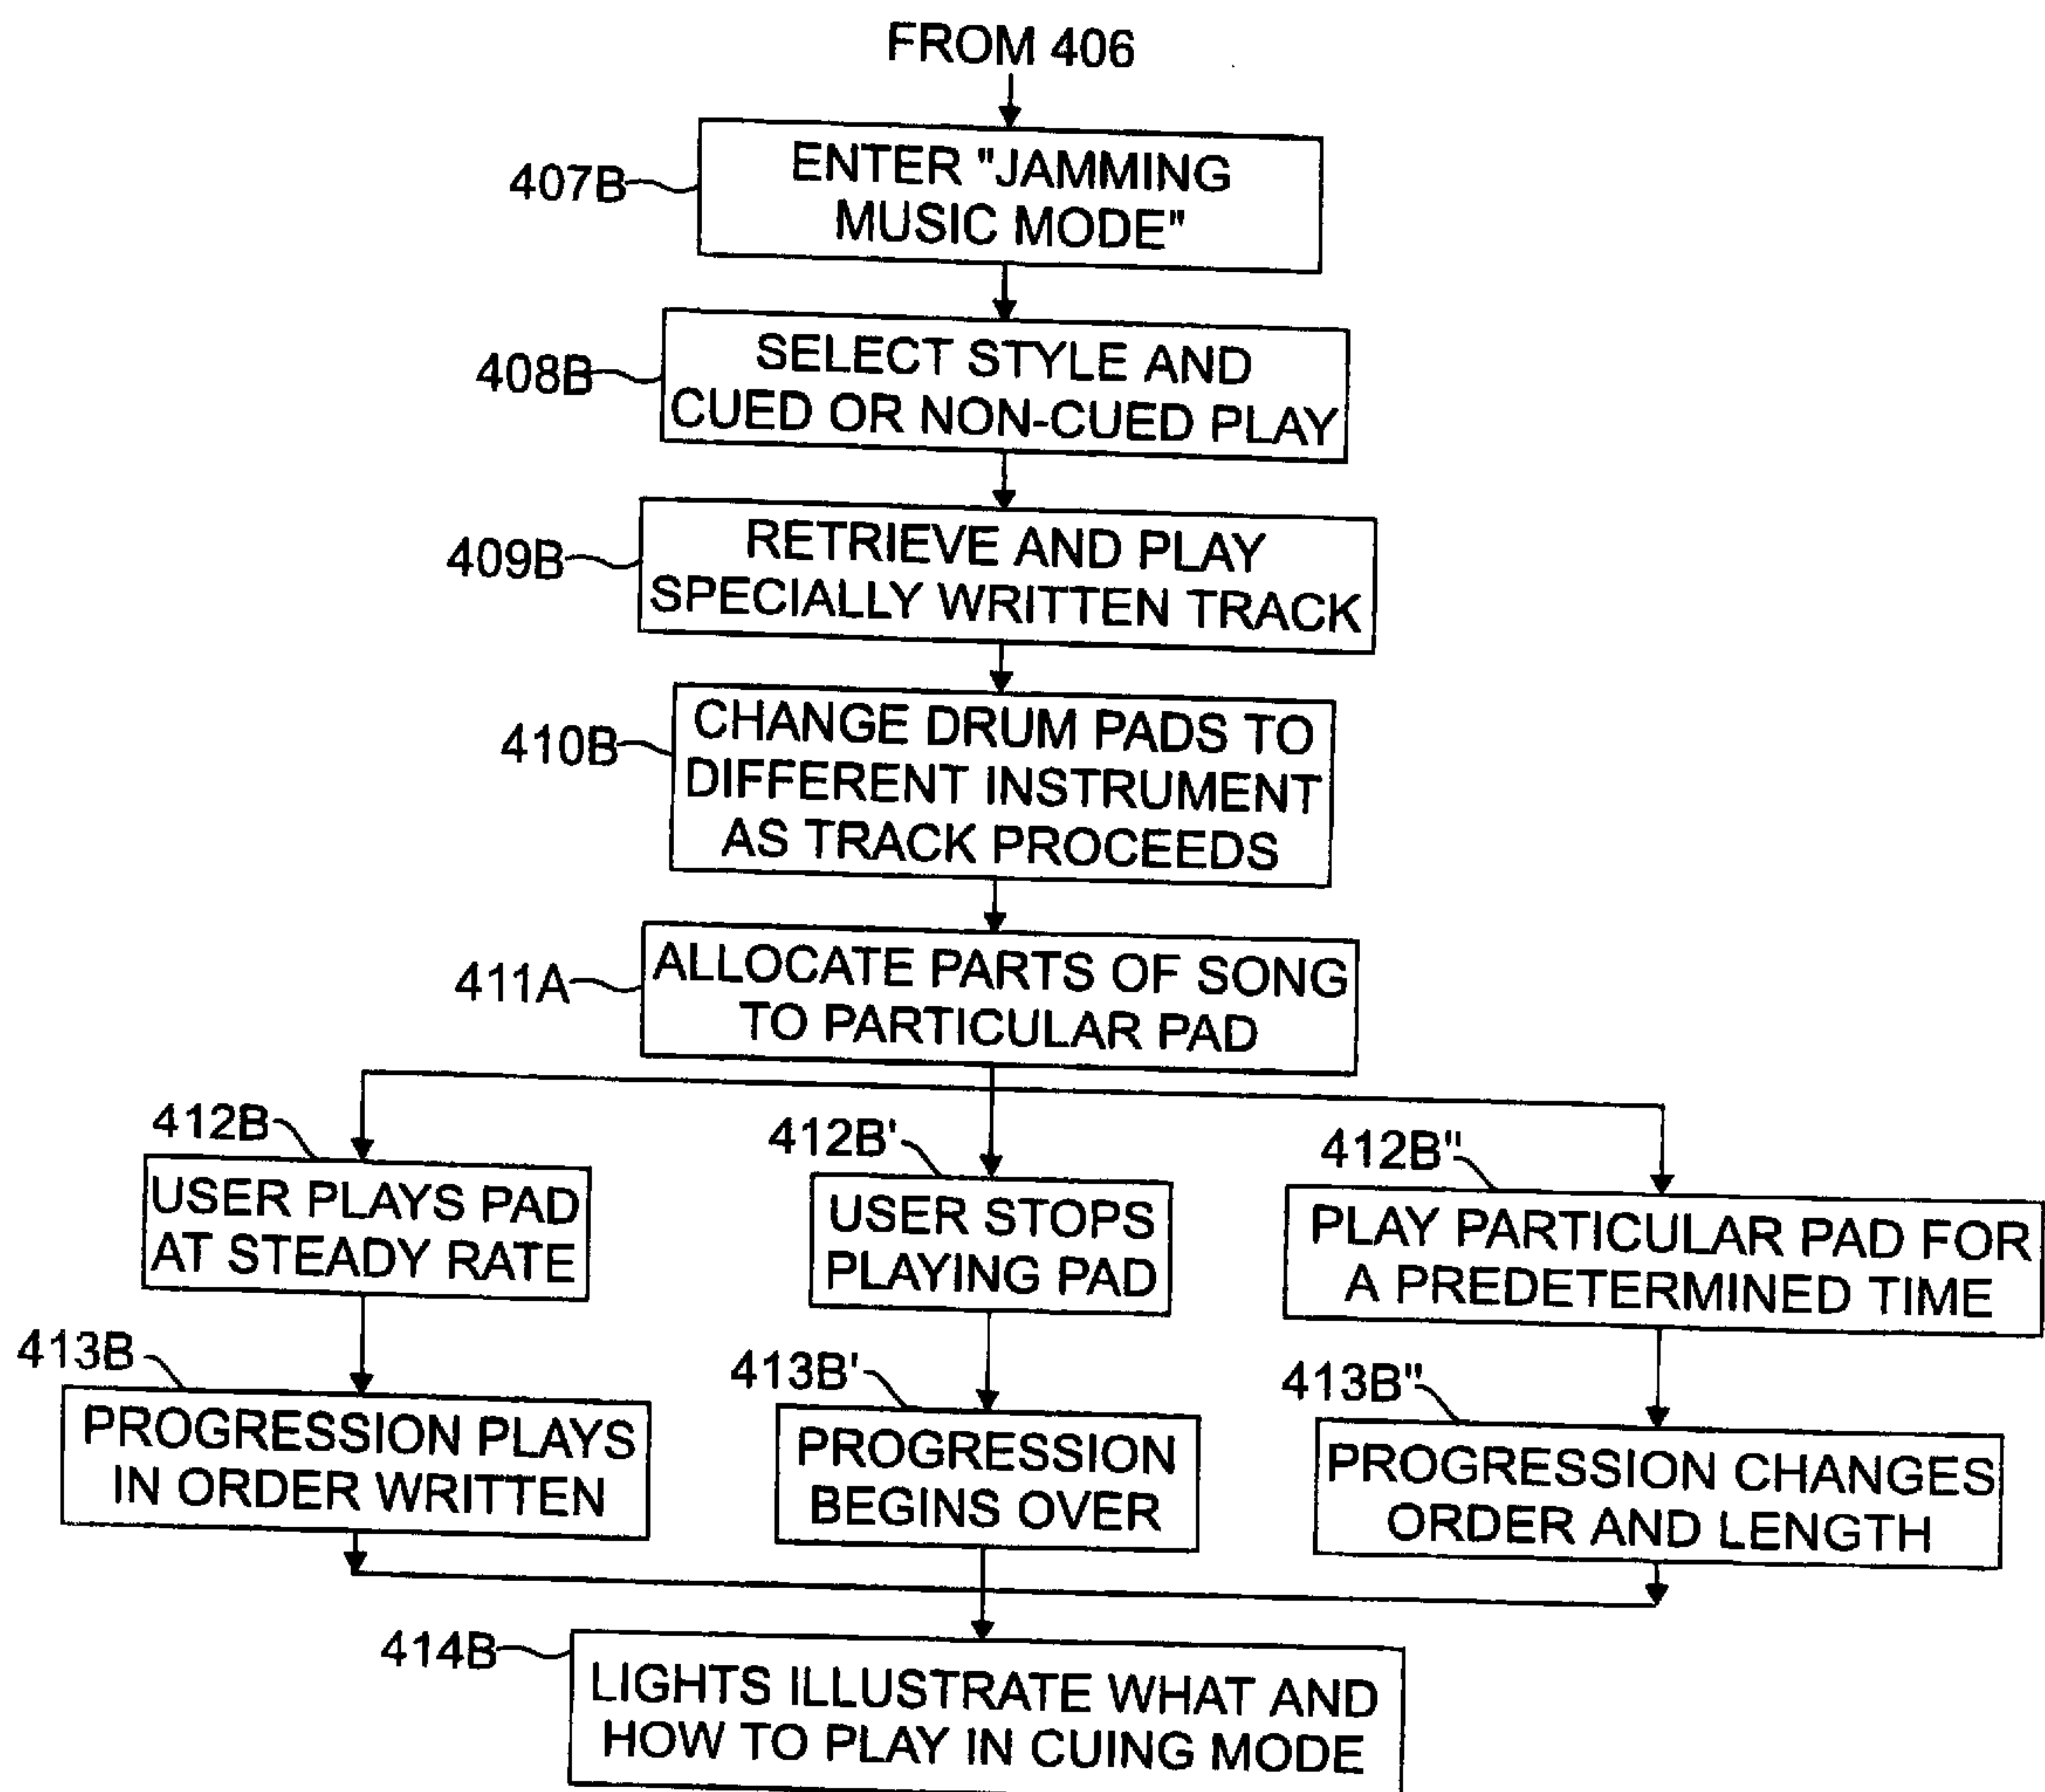 FROM 406
407B
ENTER "JAMMING
MUSIC MODE"
408B
SELECT STYLE AND
CUED OR NON-CUED PLAY
409B
RETRIEVE AND PLAY
SPECIALLY WRITTEN TRACK
410B
CHANGE DRUM PADS TO
DIFFERENT INSTRUMENT
AS TRACK PROCEEDS
411A
ALLOCATE PARTS OF SONG
TO PARTICULAR PAD
412B
USER PLAYS PAD
AT STEADY RATE
412B'
USER STOPS
PLAYING PAD
412B"
PLAY PARTICULAR PAD FOR
A PREDETERMINED TIME
413B
PROGRESSION PLAYS
IN ORDER WRITTEN
413B'
PROGRESSION
BEGINS OVER
413B"
PROGRESSION CHANGES
ORDER AND LENGTH
414B
LIGHTS ILLUSTRATE WHAT AND
HOW TO PLAY IN CUING MODE